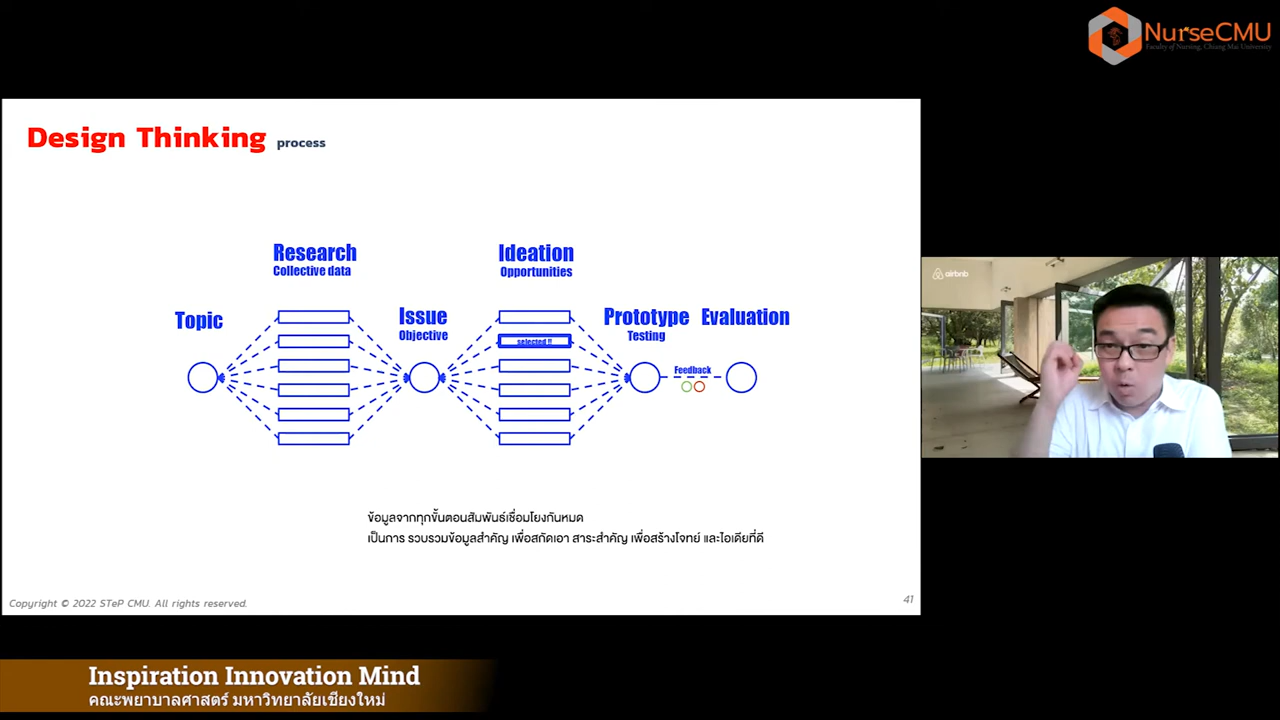 NurseCMU
Faculty of Nursing, Chiang Mai University
Design Thinking process
Research
Collective data
Ideation
Opportunities
Topic
Issue
Objective
Prototype
Testing
Evaluation
selected !!
Feedback
airbnb
ข้อมูลจากทุกขั้นตอนสัมพันธ์เชื่อมโยงกันหมด
เป็นการ รวบรวมข้อมูลสำคัญ เพื่อสกัดเอา สาระสำคัญ เพื่อสร้างโจทย์ และไอเดียที่ดี
Copyright © 2022 STeP CMU. All rights reserved.
41
Inspiration Innovation Mind
คณะพยาบาลศาสตร์ มหาวิทยาลัยเชียงใหม่